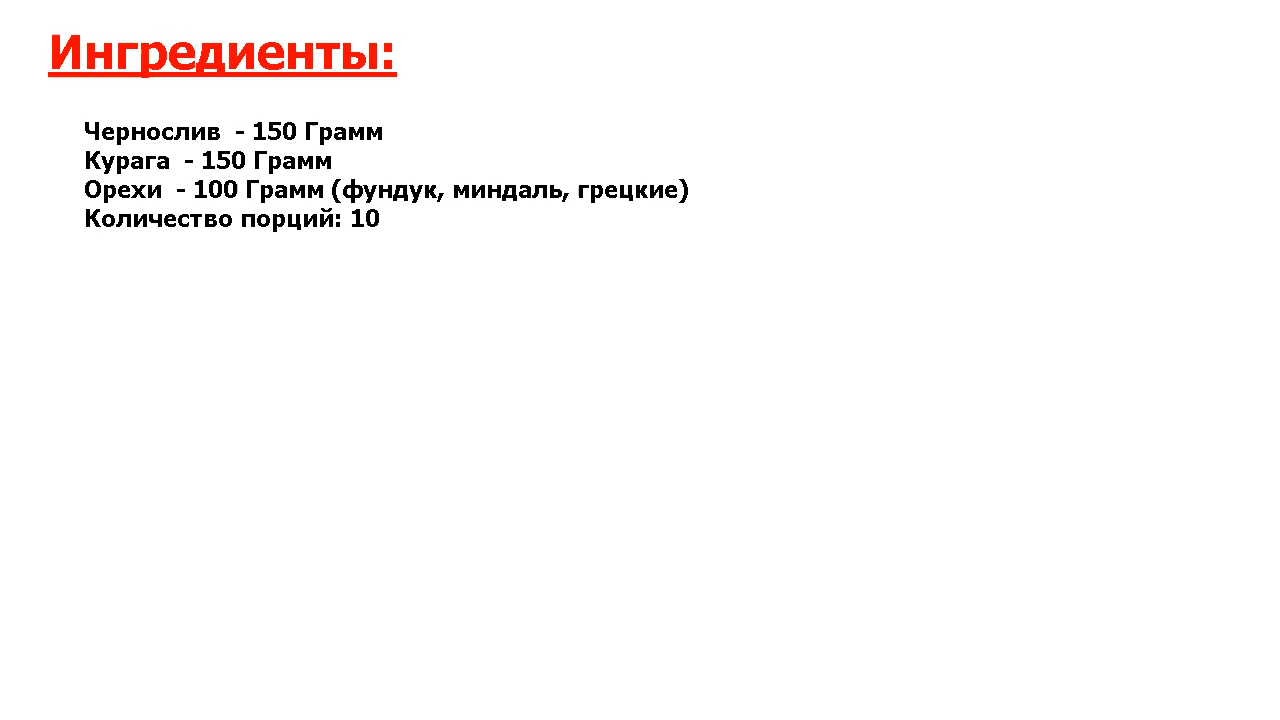 Ингредиенты:
Чернослив  - 150 Грамм
Курага  - 150 Грамм
Орехи  - 100 Грамм (фундук, миндаль, грецкие)
Количество порций: 10